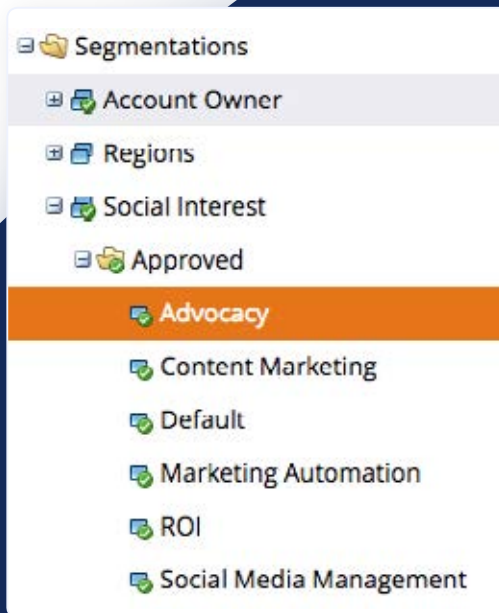 Segmentations
Account Owner
Regions
Social Interest
Approved
Advocacy
Content Marketing
Default
Marketing Automation
ROI
Social Media Management